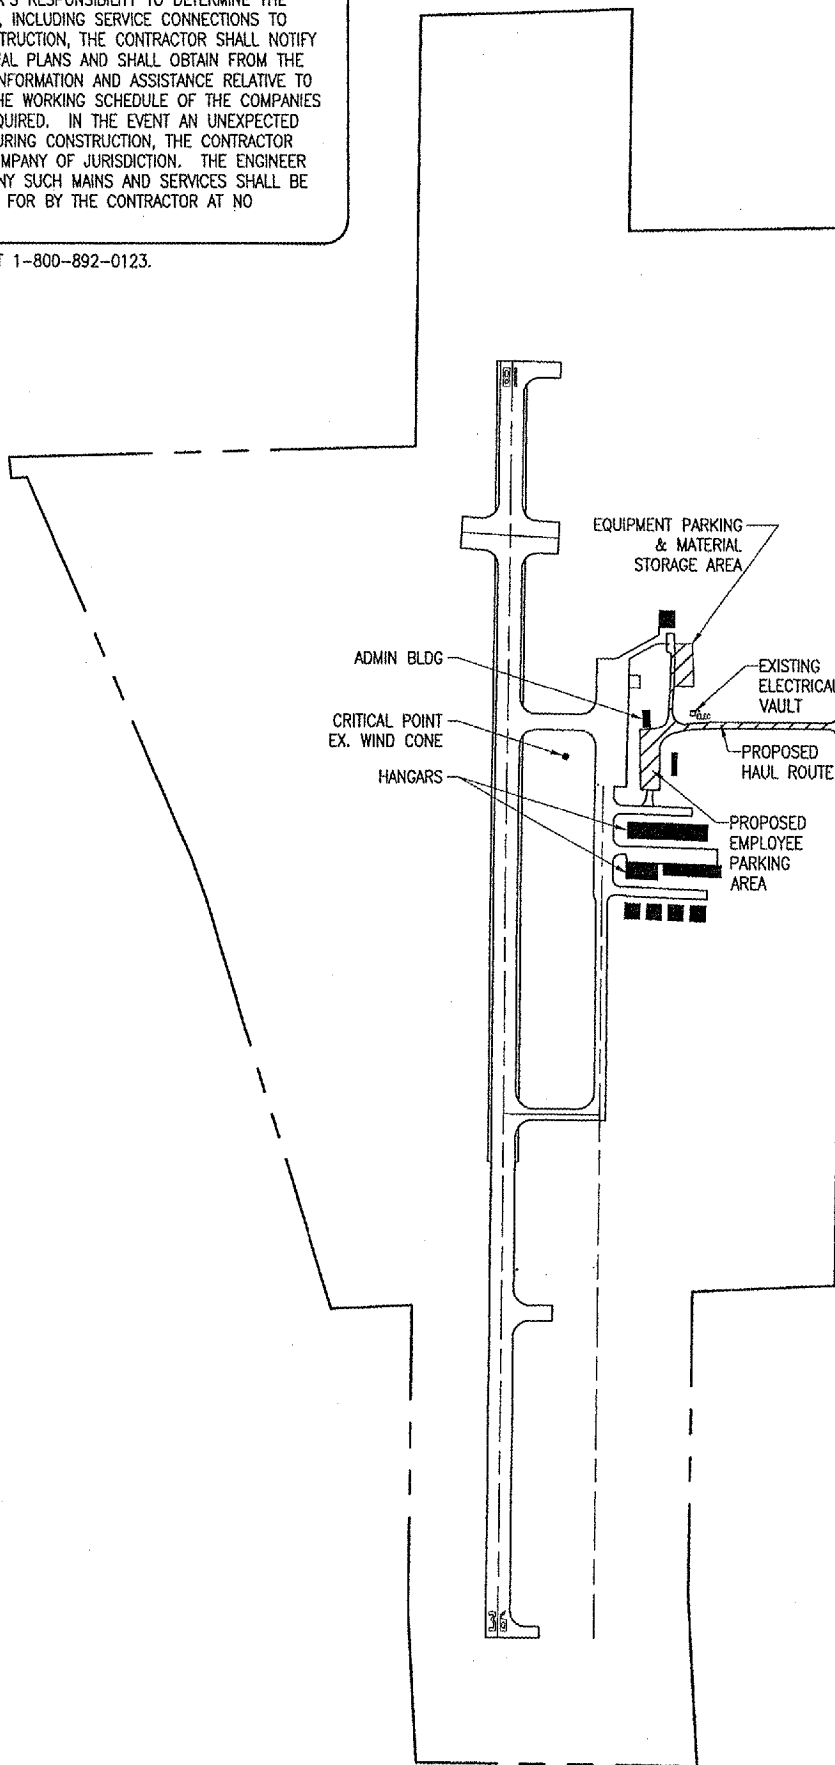 R'S RESPONSIBILITY TO DETERMINE THE
, INCLUDING SERVICE CONNECTIONS TO
TRUCTION, THE CONTRACTOR SHALL NOTIFY
AL PLANS AND SHALL OBTAIN FROM THE
NFORMATION AND ASSISTANCE RELATIVE TO
HE WORKING SCHEDULE OF THE COMPANIES
QUIRED. IN THE EVENT AN UNEXPECTED
URING CONSTRUCTION, THE CONTRACTOR
MPANY OF JURISDICTION. THE ENGINEER
NY SUCH MAINS AND SERVICES SHALL BE
FOR BY THE CONTRACTOR AT NO
T 1-800-892-0123.
EQUIPMENT PARKING
& MATERIAL
STORAGE AREA
ADMIN BLDG
EXISTING
ELECTRICAL
VAULT
ELEC
CRITICAL POINT
EX. WIND CONE
PROPOSED
HAUL ROUTE
HANGARS
PROPOSED
EMPLOYEE
PARKING
AREA